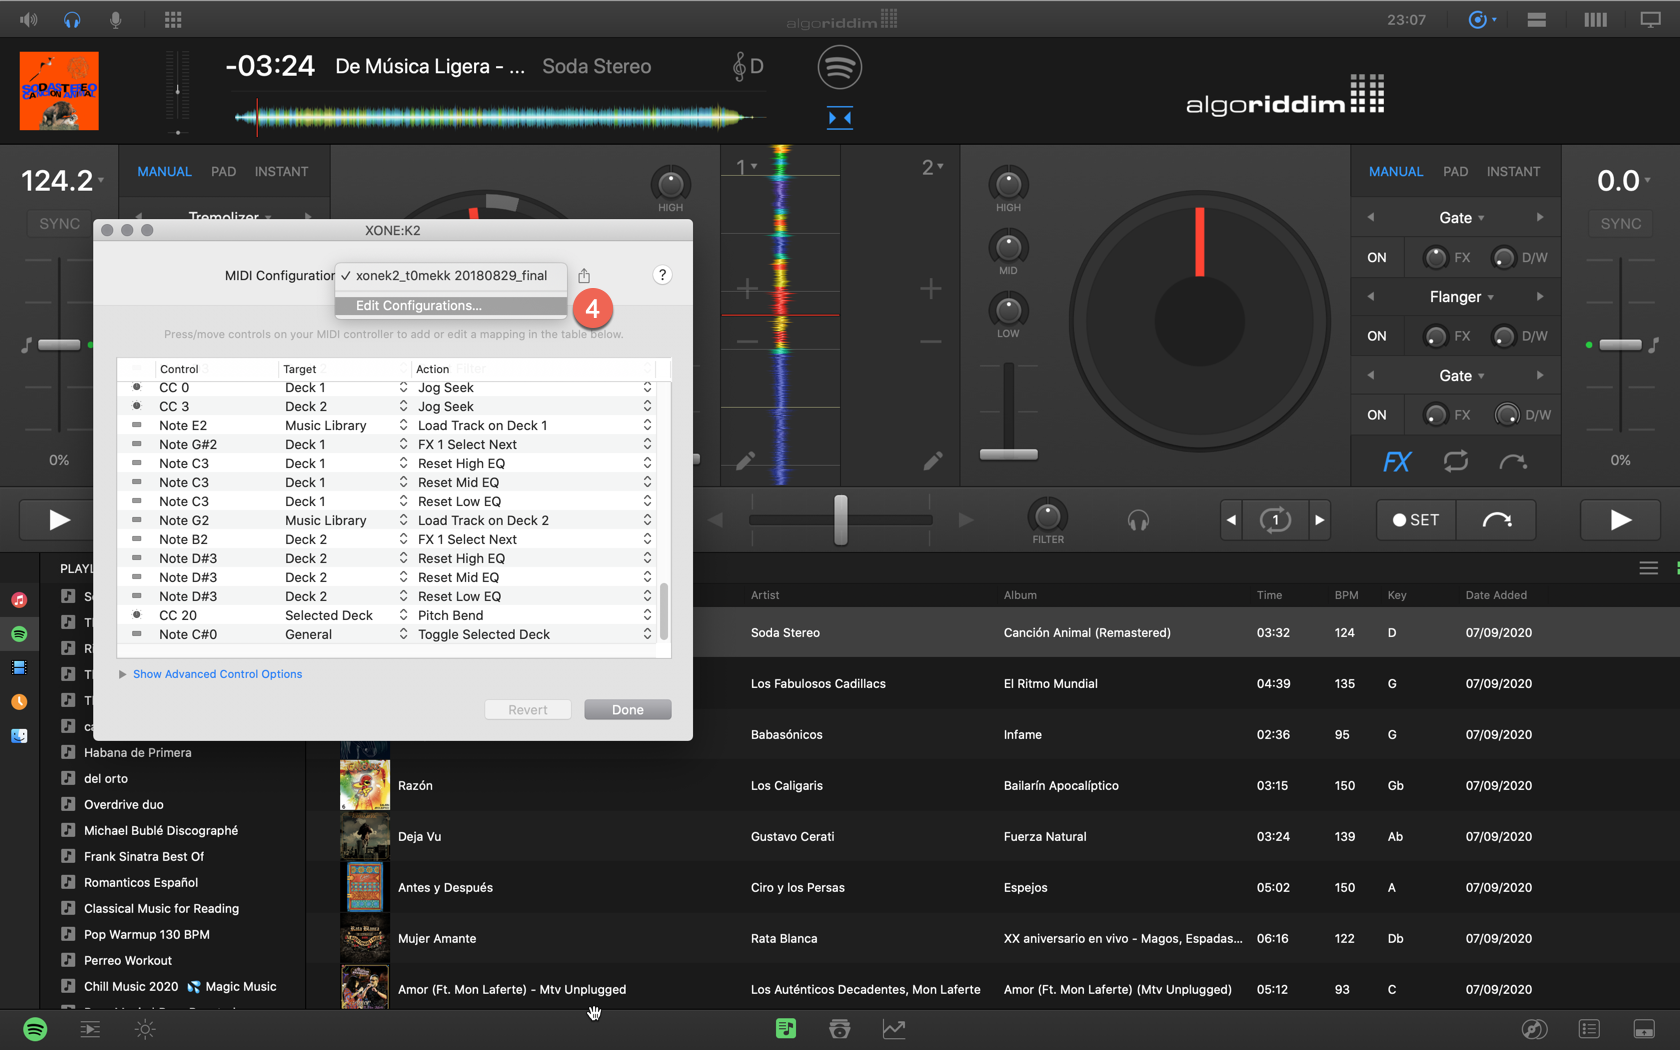 algoriddim
23:07
-03:24 De Música Ligera - ... Soda Stereo D
SODA STEREO
CANCION ANIMAL
algoriddim
124.2
MANUAL PAD INSTANT
SYNC
Tremolizer
HIGH
1
2
HIGH
MID
LOW
MANUAL PAD INSTANT
0.0
SYNC
Gate
ON FX D/W
Flanger
ON FX D/W
Gate
ON FX D/W
FX
0%
0%
XONE:K2
MIDI Configuration
✓ xonek2_t0mekk 20180829_final
?
Edit Configurations...
4
Press/move controls on your MIDI controller to add or edit a mapping in the table below.
Control Target Action
CC 0 Deck 1 Jog Seek
CC 3 Deck 2 Jog Seek
Note E2 Music Library Load Track on Deck 1
Note G#2 Deck 1 FX 1 Select Next
Note C3 Deck 1 Reset High EQ
Note C3 Deck 1 Reset Mid EQ
Note C3 Deck 1 Reset Low EQ
Note G2 Music Library Load Track on Deck 2
Note B2 Deck 2 FX 1 Select Next
Note D#3 Deck 2 Reset High EQ
Note D#3 Deck 2 Reset Mid EQ
Note D#3 Deck 2 Reset Low EQ
CC 20 Selected Deck Pitch Bend
Note C#0 General Toggle Selected Deck
Show Advanced Control Options
Revert Done
FILTER
1
SET
PLAYL
Artist Album Time BPM Key Date Added
Soda Stereo Canción Animal (Remastered) 03:32 124 D 07/09/2020
Los Fabulosos Cadillacs El Ritmo Mundial 04:39 135 G 07/09/2020
Babasónicos Infame 02:36 95 G 07/09/2020
Razón Los Caligaris Bailarín Apocalíptico 03:15 150 Gb 07/09/2020
Deja Vu Gustavo Cerati Fuerza Natural 03:24 139 Ab 07/09/2020
Antes y Después Ciro y los Persas Espejos 05:02 150 A 07/09/2020
Mujer Amante Rata Blanca XX aniversario en vivo - Magos, Espadas... 06:16 122 Db 07/09/2020
Amor (Ft. Mon Laferte) - Mtv Unplugged Los Auténticos Decadentes, Mon Laferte Amor (Ft. Mon Laferte) (Mtv Unplugged) 05:12 93 C 07/09/2020
Habana de Primera
del orto
Overdrive duo
Michael Bublé Discographé
Frank Sinatra Best Of
Romanticos Español
Classical Music for Reading
Pop Warmup 130 BPM
Perreo Workout
Chill Music 2020 💦 Magic Music